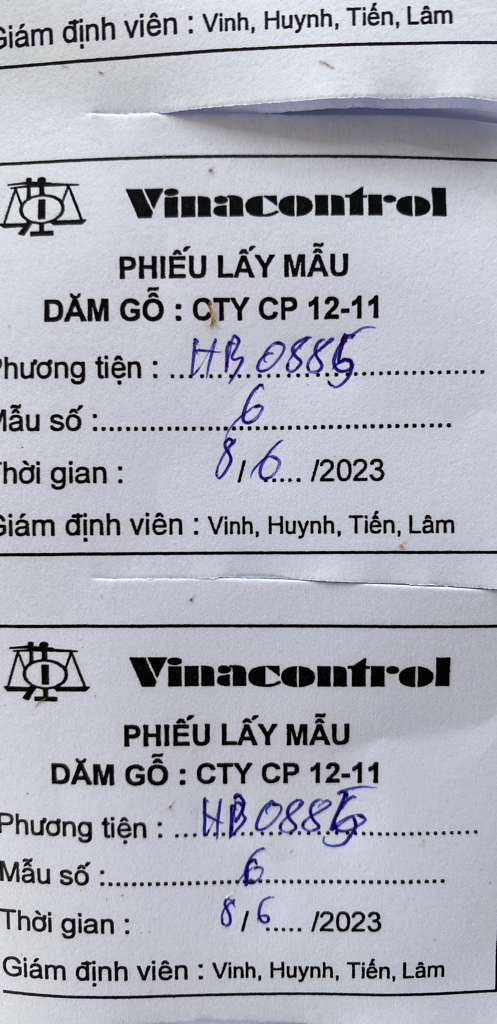 Giám định viên : Vinh, Huynh, Tiến, Lâm
Vinacontrol
PHIẾU LẤY MẪU
DĂM GỖ : CTY CP 12-11
Phương tiện : ...HB 0885...
Mẫu số :...6...
Thời gian : 8/6.... /2023
Giám định viên : Vinh, Huynh, Tiến, Lâm
Vinacontrol
PHIẾU LẤY MẪU
DĂM GỖ : CTY CP 12-11
Phương tiện : ...HB 0885...
Mẫu số :...6...
Thời gian : 8/6.... /2023
Giám định viên : Vinh, Huynh, Tiến, Lâm